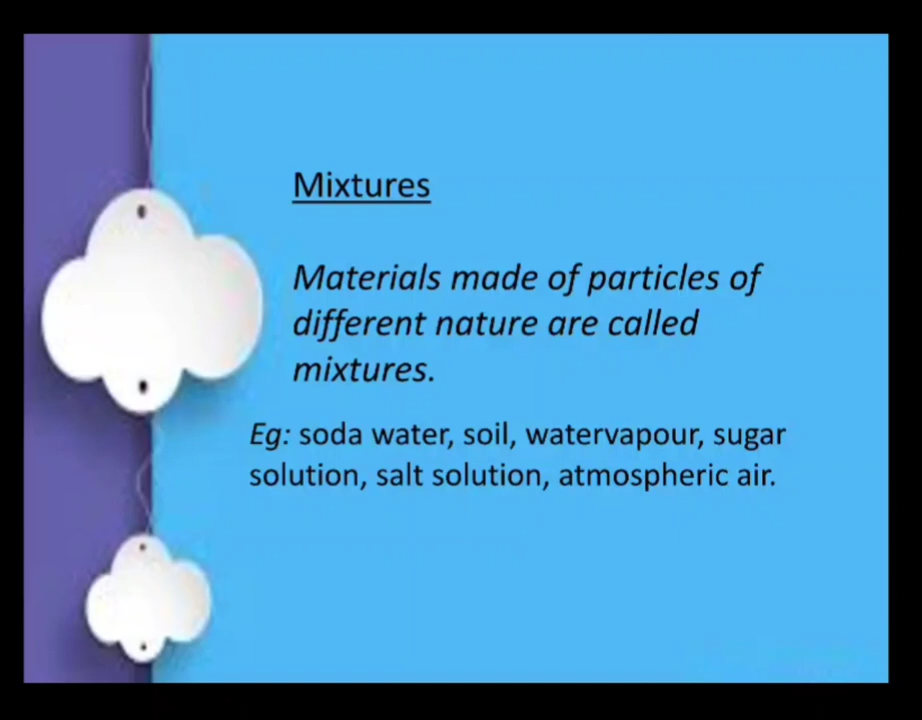 Mixtures
Materials made of particles of
different nature are called
mixtures.
Eg: soda water, soil, watervapour, sugar
solution, salt solution, atmospheric air.